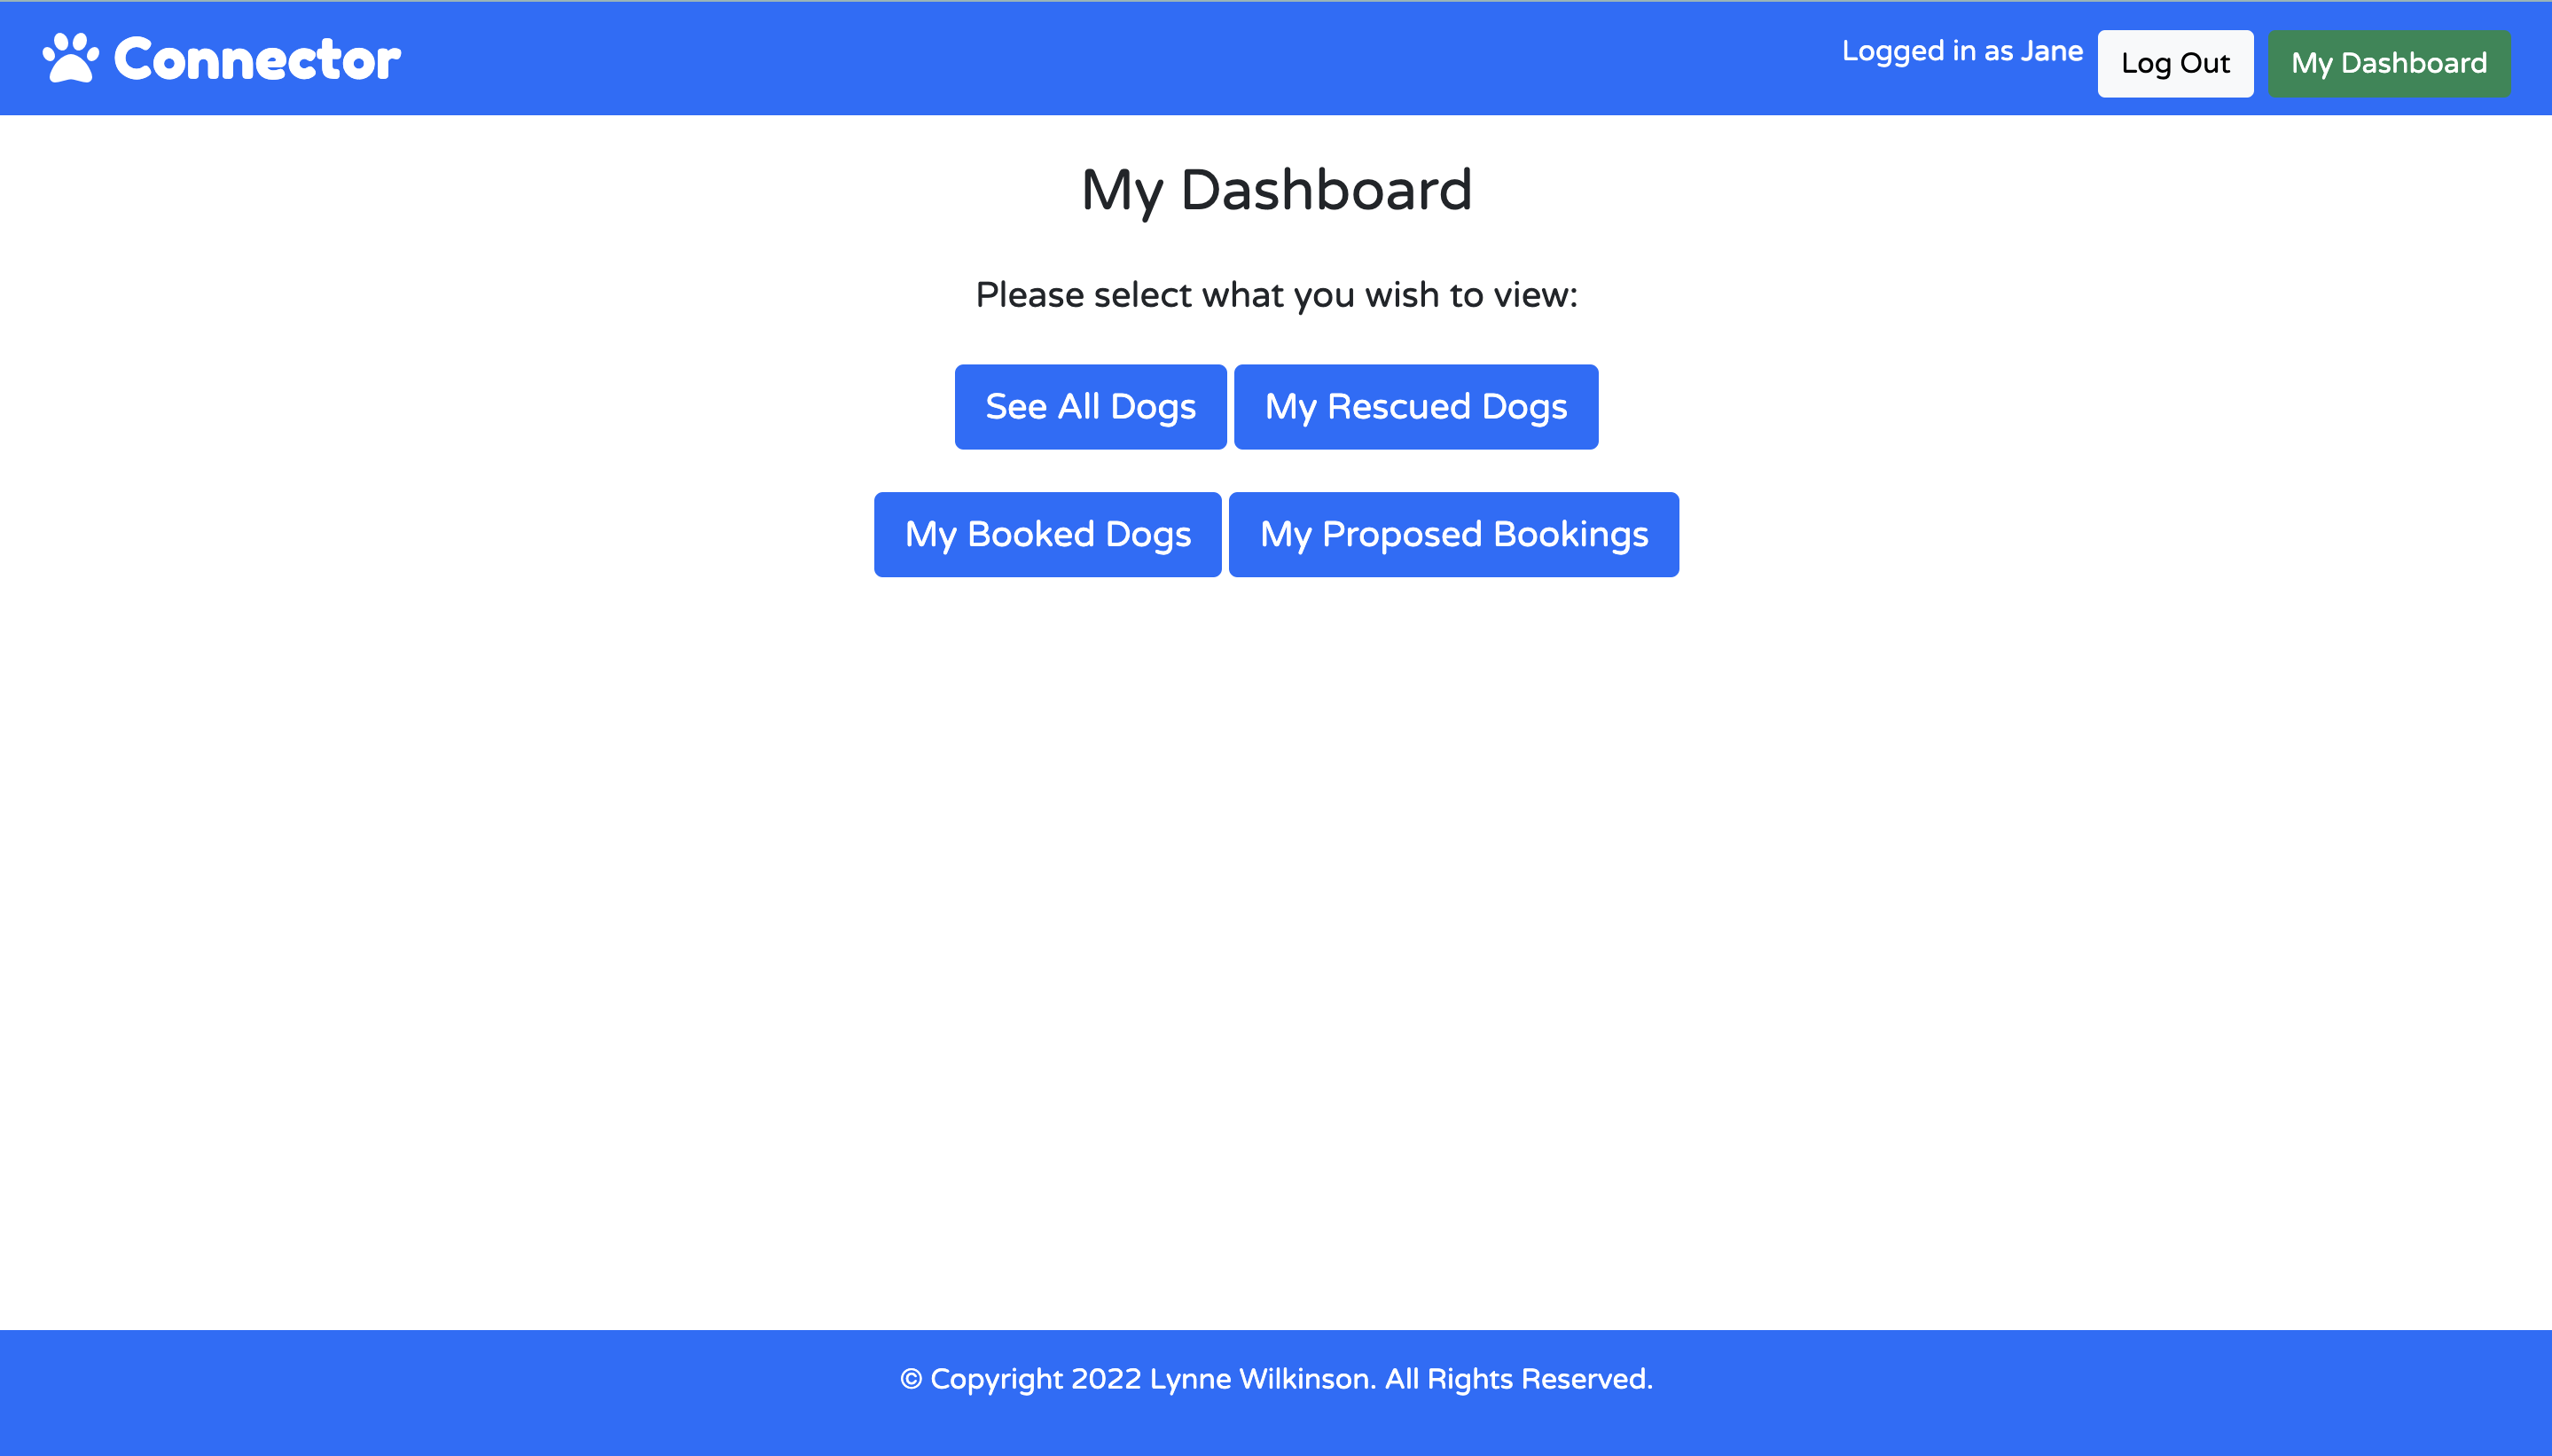 Connector
Logged in as Jane
Log Out
My Dashboard
My Dashboard
Please select what you wish to view:
See All Dogs
My Rescued Dogs
My Booked Dogs
My Proposed Bookings
© Copyright 2022 Lynne Wilkinson. All Rights Reserved.